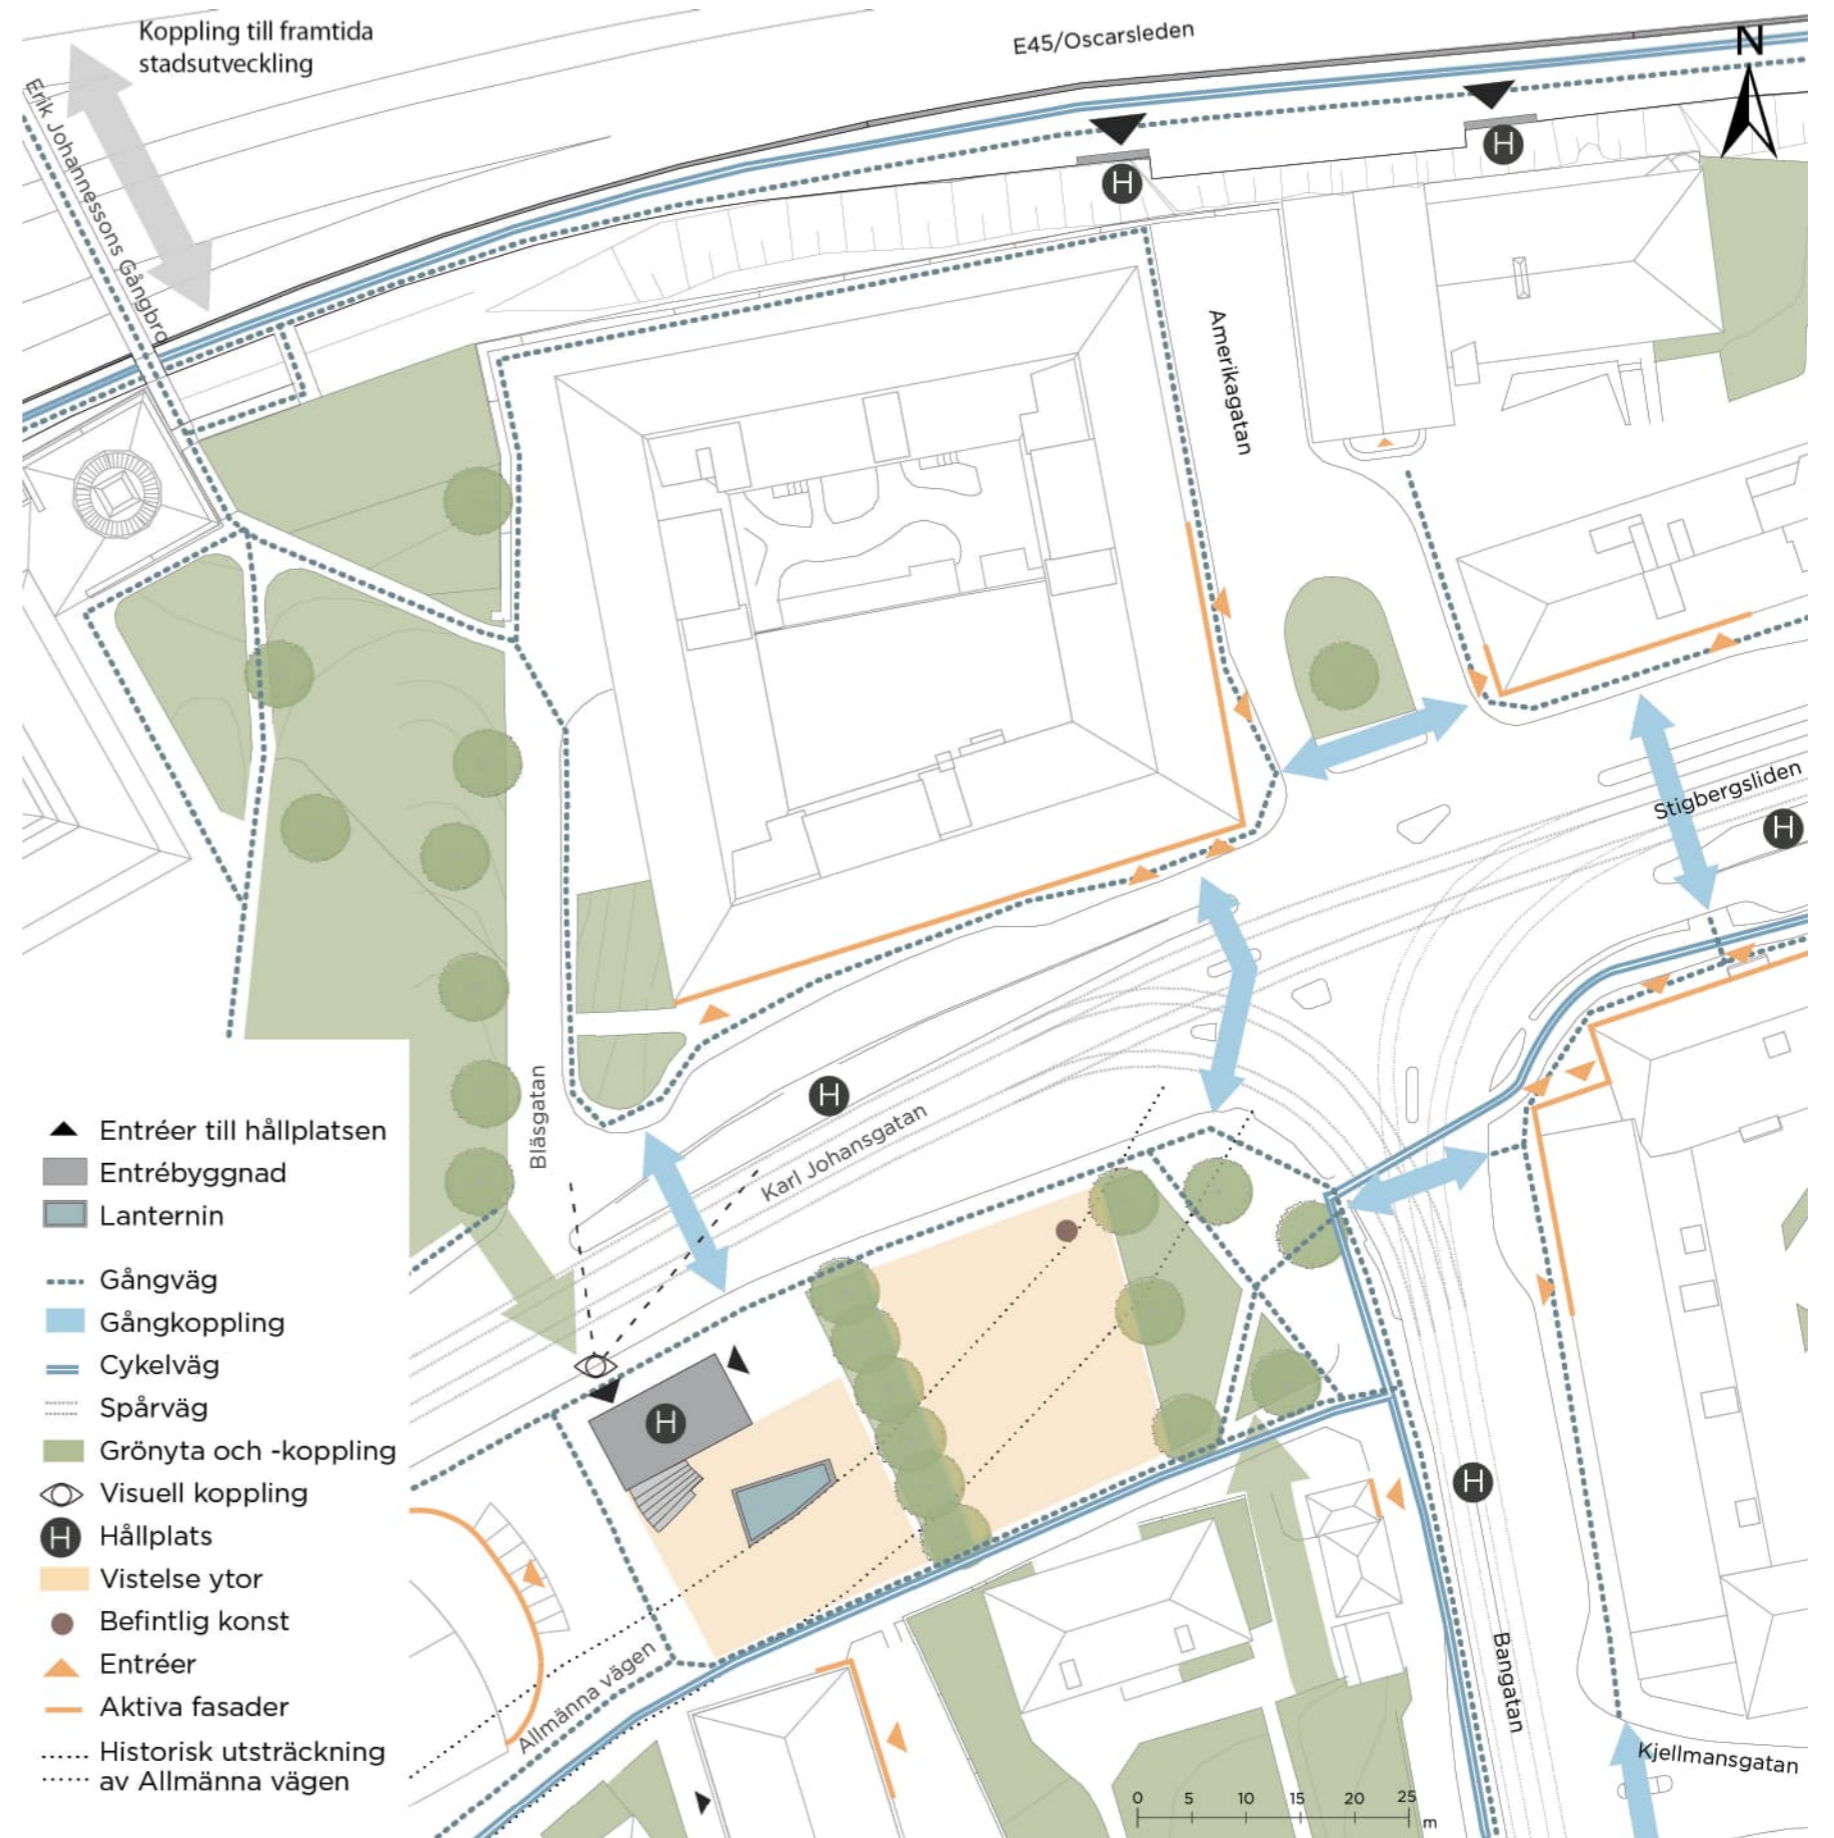 Koppling till framtida
stadsutveckling
E45/Oscarsleden
N
Erik Johannessons Gångbro
H
H
Amerikagatan
Stigbergsliden
H
Bläsgatan
H
Karl Johansgatan
H
H
Allmänna vägen
Bangatan
Kjellmansgatan
Entréer till hållplatsen
Entrébyggnad
Lanternin
Gångväg
Gångkoppling
Cykelväg
Spårväg
Grönyta och -koppling
Visuell koppling
H Hållplats
Vistelse ytor
Befintlig konst
Entréer
Aktiva fasader
Historisk utsträckning
av Allmänna vägen
0 5 10 15 20 25
m